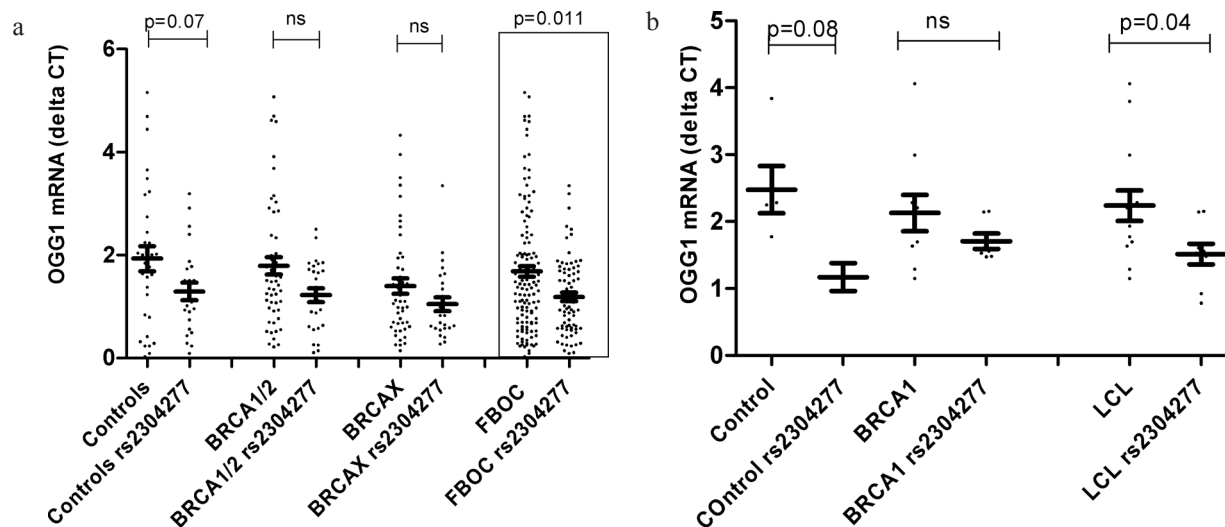 a
p=0.07
ns
ns
p=0.011
OGG1 mRNA (delta CT)
6
4
2
0
Controls
Controls rs2304277
BRCA1/2
BRCA1/2 rs2304277
BRCAX
BRCAX rs2304277
FBOC
FBOC rs2304277
b
p=0.08
ns
p=0.04
OGG1 mRNA (delta CT)
5
4
3
2
1
0
Control
COntrol rs2304277
BRCA1
BRCA1 rs2304277
LCL
LCL rs2304277